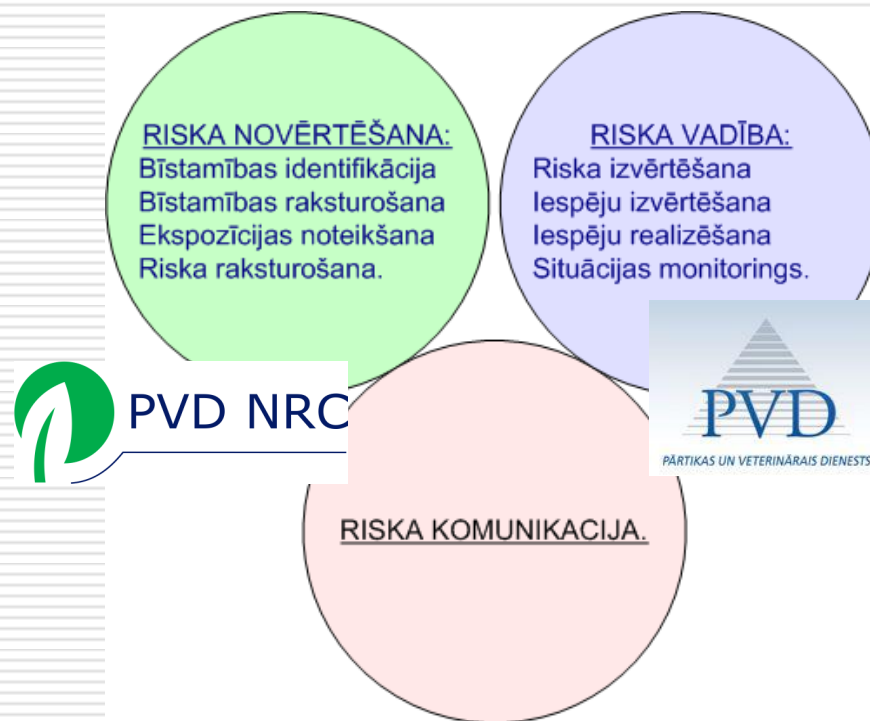 RISKA NOVĒRTĒŠANA:
Bīstamības identifikācija
Bīstamības raksturošana
Ekspozīcijas noteikšana
Riska raksturošana.
RISKA VADĪBA:
Riska izvērtēšana
Iespēju izvērtēšana
Iespēju realizēšana
Situācijas monitorings.
PVD NRC
PVD
PĀRTIKAS UN VETERINĀRAIS DIENESTS
RISKA KOMUNIKACIJA.